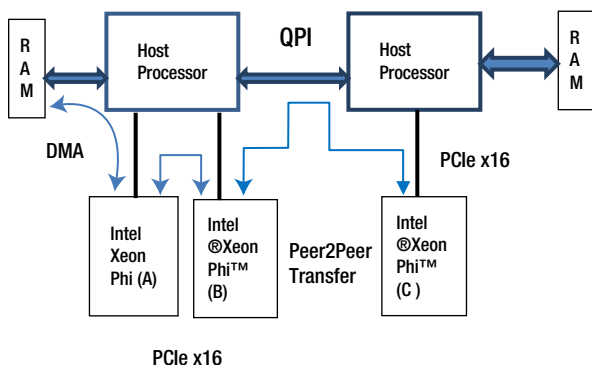 R
A
M
Host
Processor
QPI
Host
Processor
R
A
M
DMA
PCIe x16
Intel
Xeon
Phi (A)
Intel
®Xeon
Phi™
(B)
Peer2Peer
Transfer
Intel
®Xeon
Phi™
(C )
PCIe x16